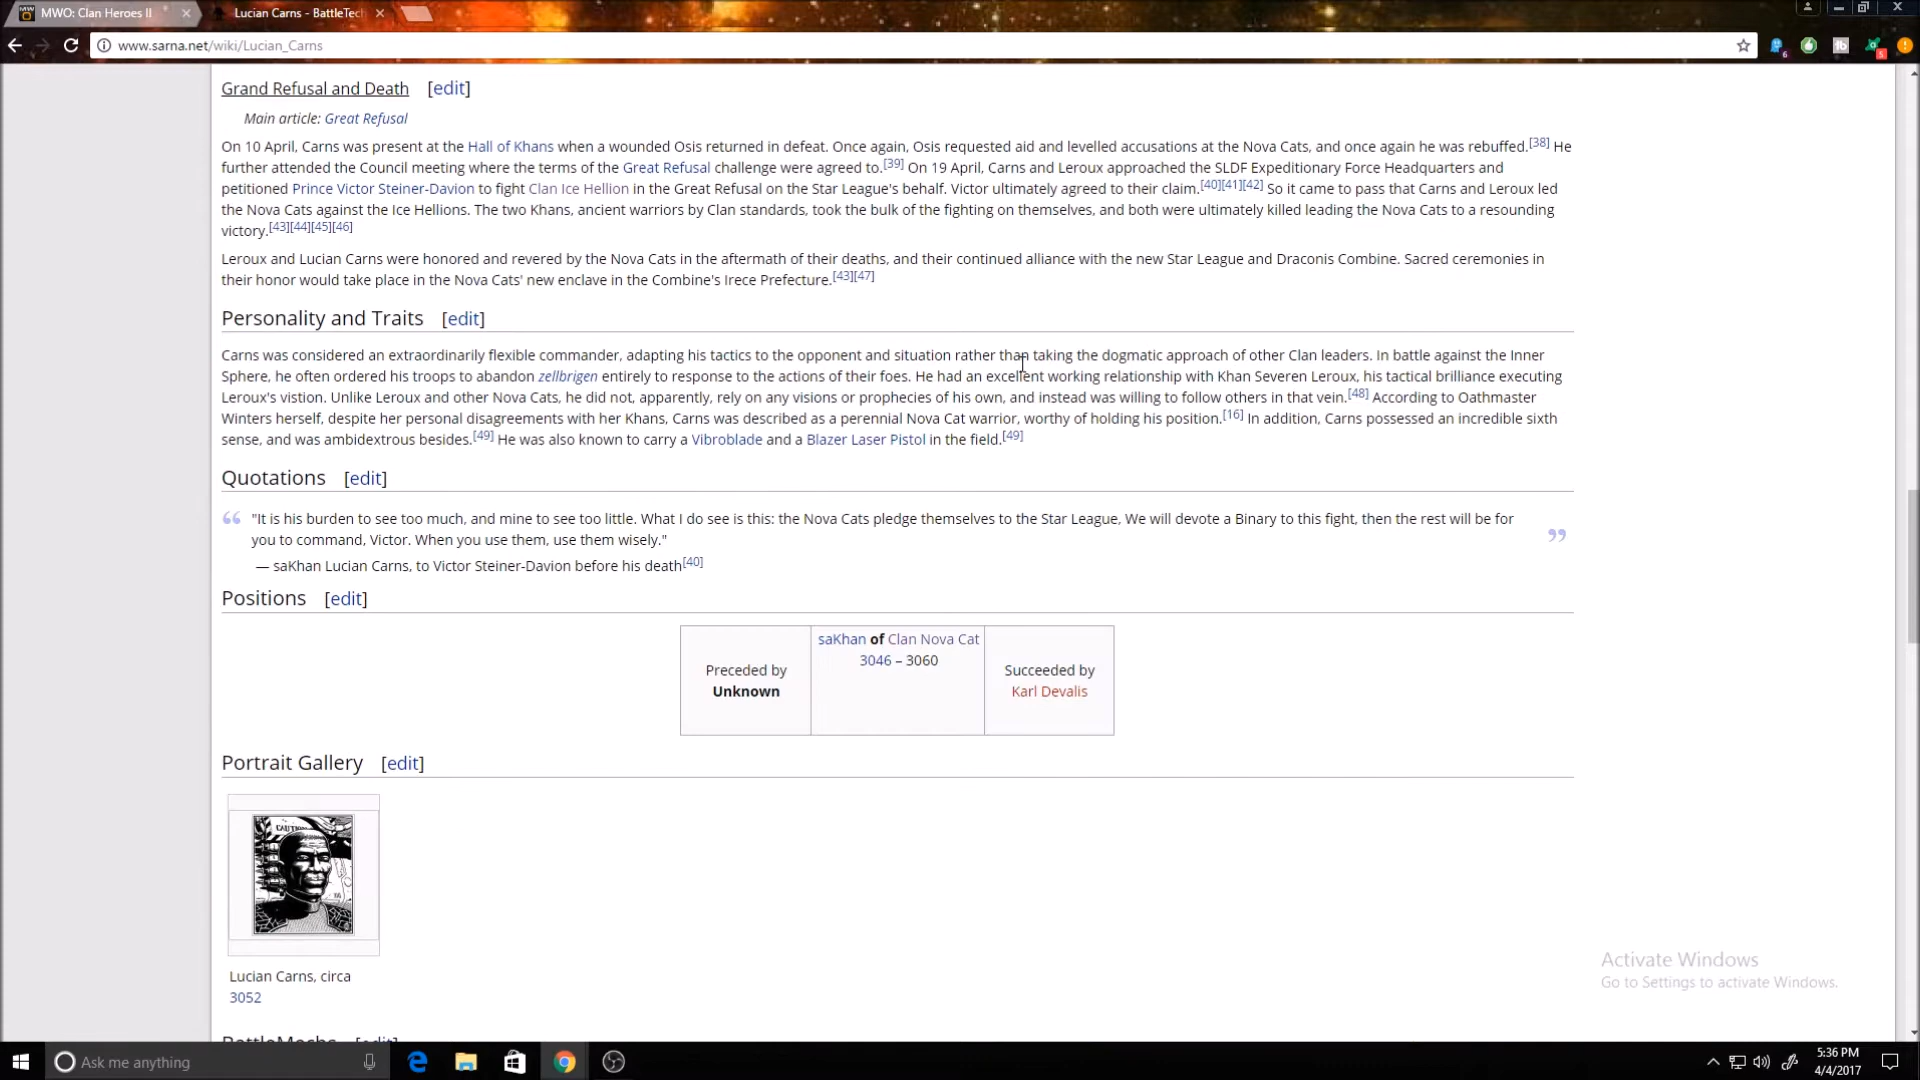 MWO: Clan Heroes II
Lucian Carns - BattleTech
www.sarna.net/wiki/Lucian_Carns
Grand Refusal and Death [edit]
Main article: Great Refusal
On 10 April, Carns was present at the Hall of Khans when a wounded Osis returned in defeat. Once again, Osis requested aid and levelled accusations at the Nova Cats, and once again he was rebuffed.[38] He
further attended the Council meeting where the terms of the Great Refusal challenge were agreed to.[39] On 19 April, Carns and Leroux approached the SLDF Expeditionary Force Headquarters and
petitioned Prince Victor Steiner-Davion to fight Clan Ice Hellion in the Great Refusal on the Star League's behalf. Victor ultimately agreed to their claim.[40][41][42] So it came to pass that Carns and Leroux led
the Nova Cats against the Ice Hellions. The two Khans, ancient warriors by Clan standards, took the bulk of the fighting on themselves, and both were ultimately killed leading the Nova Cats to a resounding
victory.[43][44][45][46]
Leroux and Lucian Carns were honored and revered by the Nova Cats in the aftermath of their deaths, and their continued alliance with the new Star League and Draconis Combine. Sacred ceremonies in
their honor would take place in the Nova Cats' new enclave in the Combine's Irece Prefecture.[43][47]
Personality and Traits [edit]
Carns was considered an extraordinarily flexible commander, adapting his tactics to the opponent and situation rather than taking the dogmatic approach of other Clan leaders. In battle against the Inner
Sphere, he often ordered his troops to abandon zellbrigen entirely to response to the actions of their foes. He had an excellent working relationship with Khan Severen Leroux, his tactical brilliance executing
Leroux's vistion. Unlike Leroux and other Nova Cats, he did not, apparently, rely on any visions or prophecies of his own, and instead was willing to follow others in that vein.[48] According to Oathmaster
Winters herself, despite her personal disagreements with her Khans, Carns was described as a perennial Nova Cat warrior, worthy of holding his position.[16] In addition, Carns possessed an incredible sixth
sense, and was ambidextrous besides.[49] He was also known to carry a Vibroblade and a Blazer Laser Pistol in the field.[49]
Quotations [edit]
“ "It is his burden to see too much, and mine to see too little. What I do see is this: the Nova Cats pledge themselves to the Star League, We will devote a Binary to this fight, then the rest will be for
you to command, Victor. When you use them, use them wisely." ”
— saKhan Lucian Carns, to Victor Steiner-Davion before his death[40]
Positions [edit]
Preceded by
Unknown
saKhan of Clan Nova Cat
3046 – 3060
Succeeded by
Karl Devalis
Portrait Gallery [edit]
CAUTION
Lucian Carns, circa
3052
BattleMechs [edit]
Activate Windows
Go to Settings to activate Windows.
Ask me anything
5:36 PM
4/4/2017